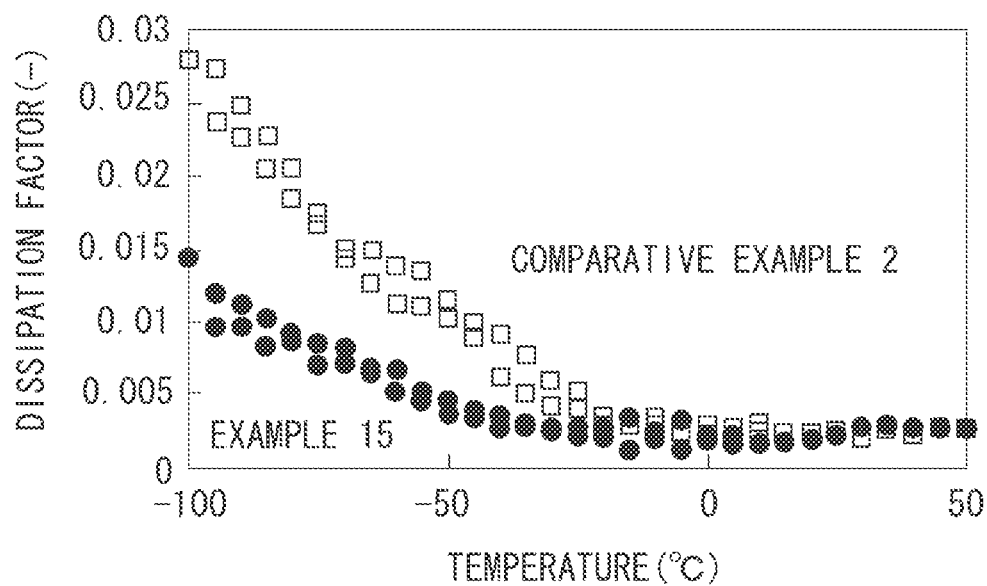 DISSIPATION FACTOR(-)
0.03
0.025
0.02
0.015
0.01
0.005
0
COMPARATIVE EXAMPLE 2
EXAMPLE 15
-100
-50
0
50
TEMPERATURE(°C)